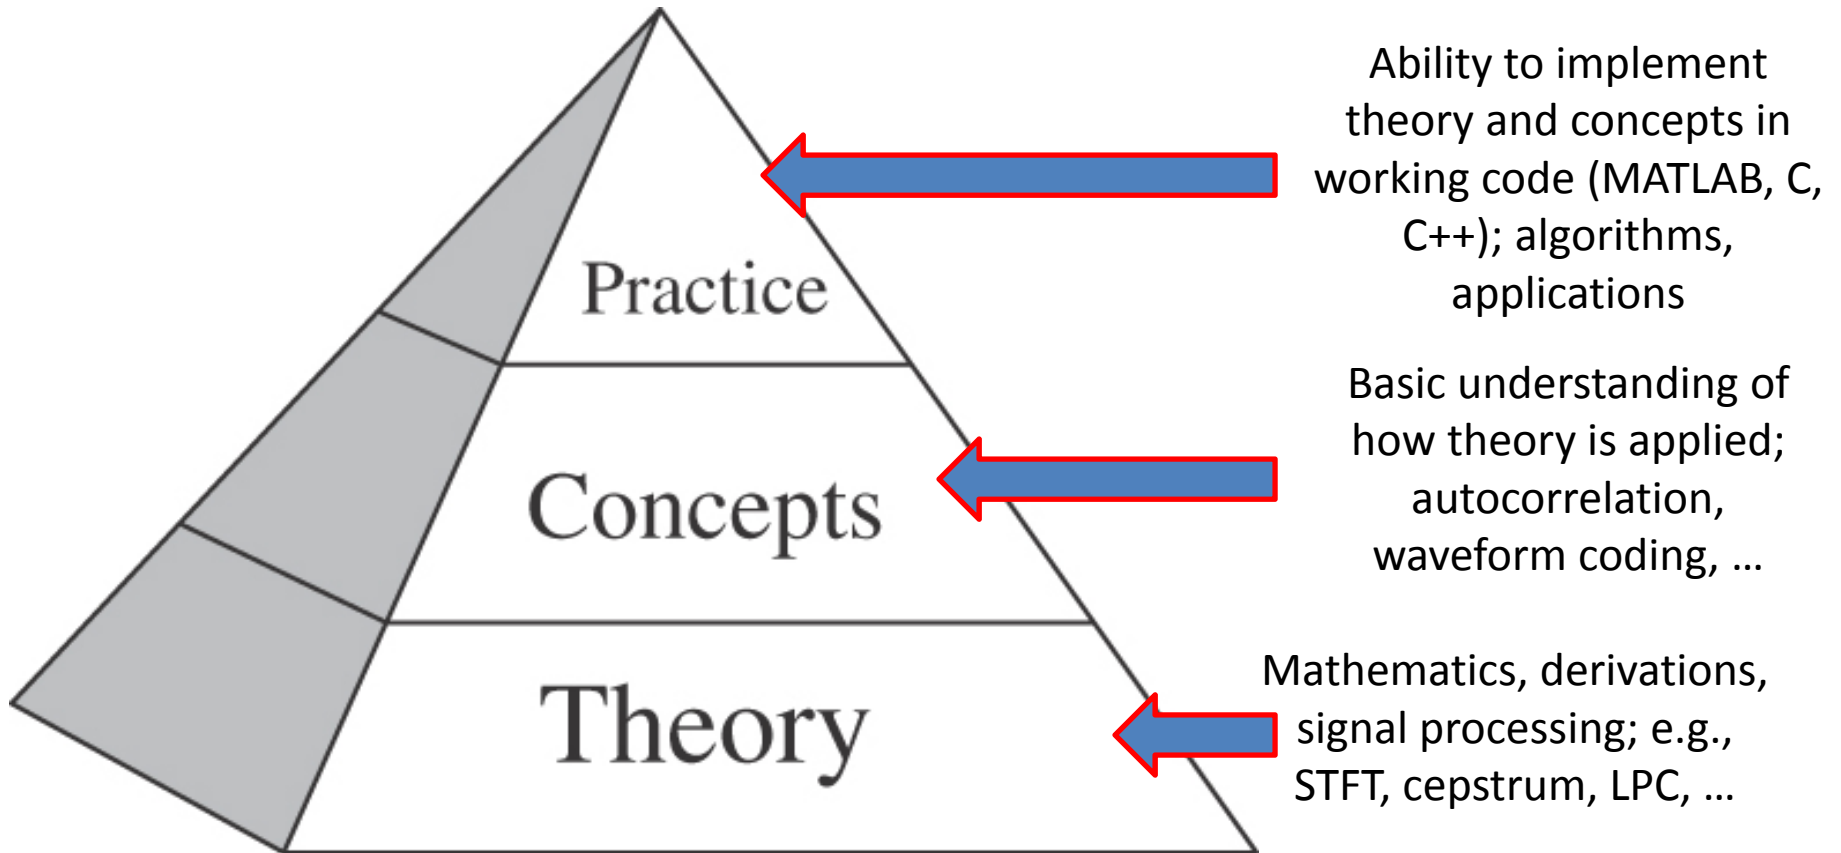 Ability to implement
theory and concepts in
working code (MATLAB, C,
C++); algorithms,
applications
Practice
Basic understanding of
how theory is applied;
autocorrelation,
waveform coding, …
Concepts
Mathematics, derivations,
signal processing; e.g.,
STFT, cepstrum, LPC, …
Theory